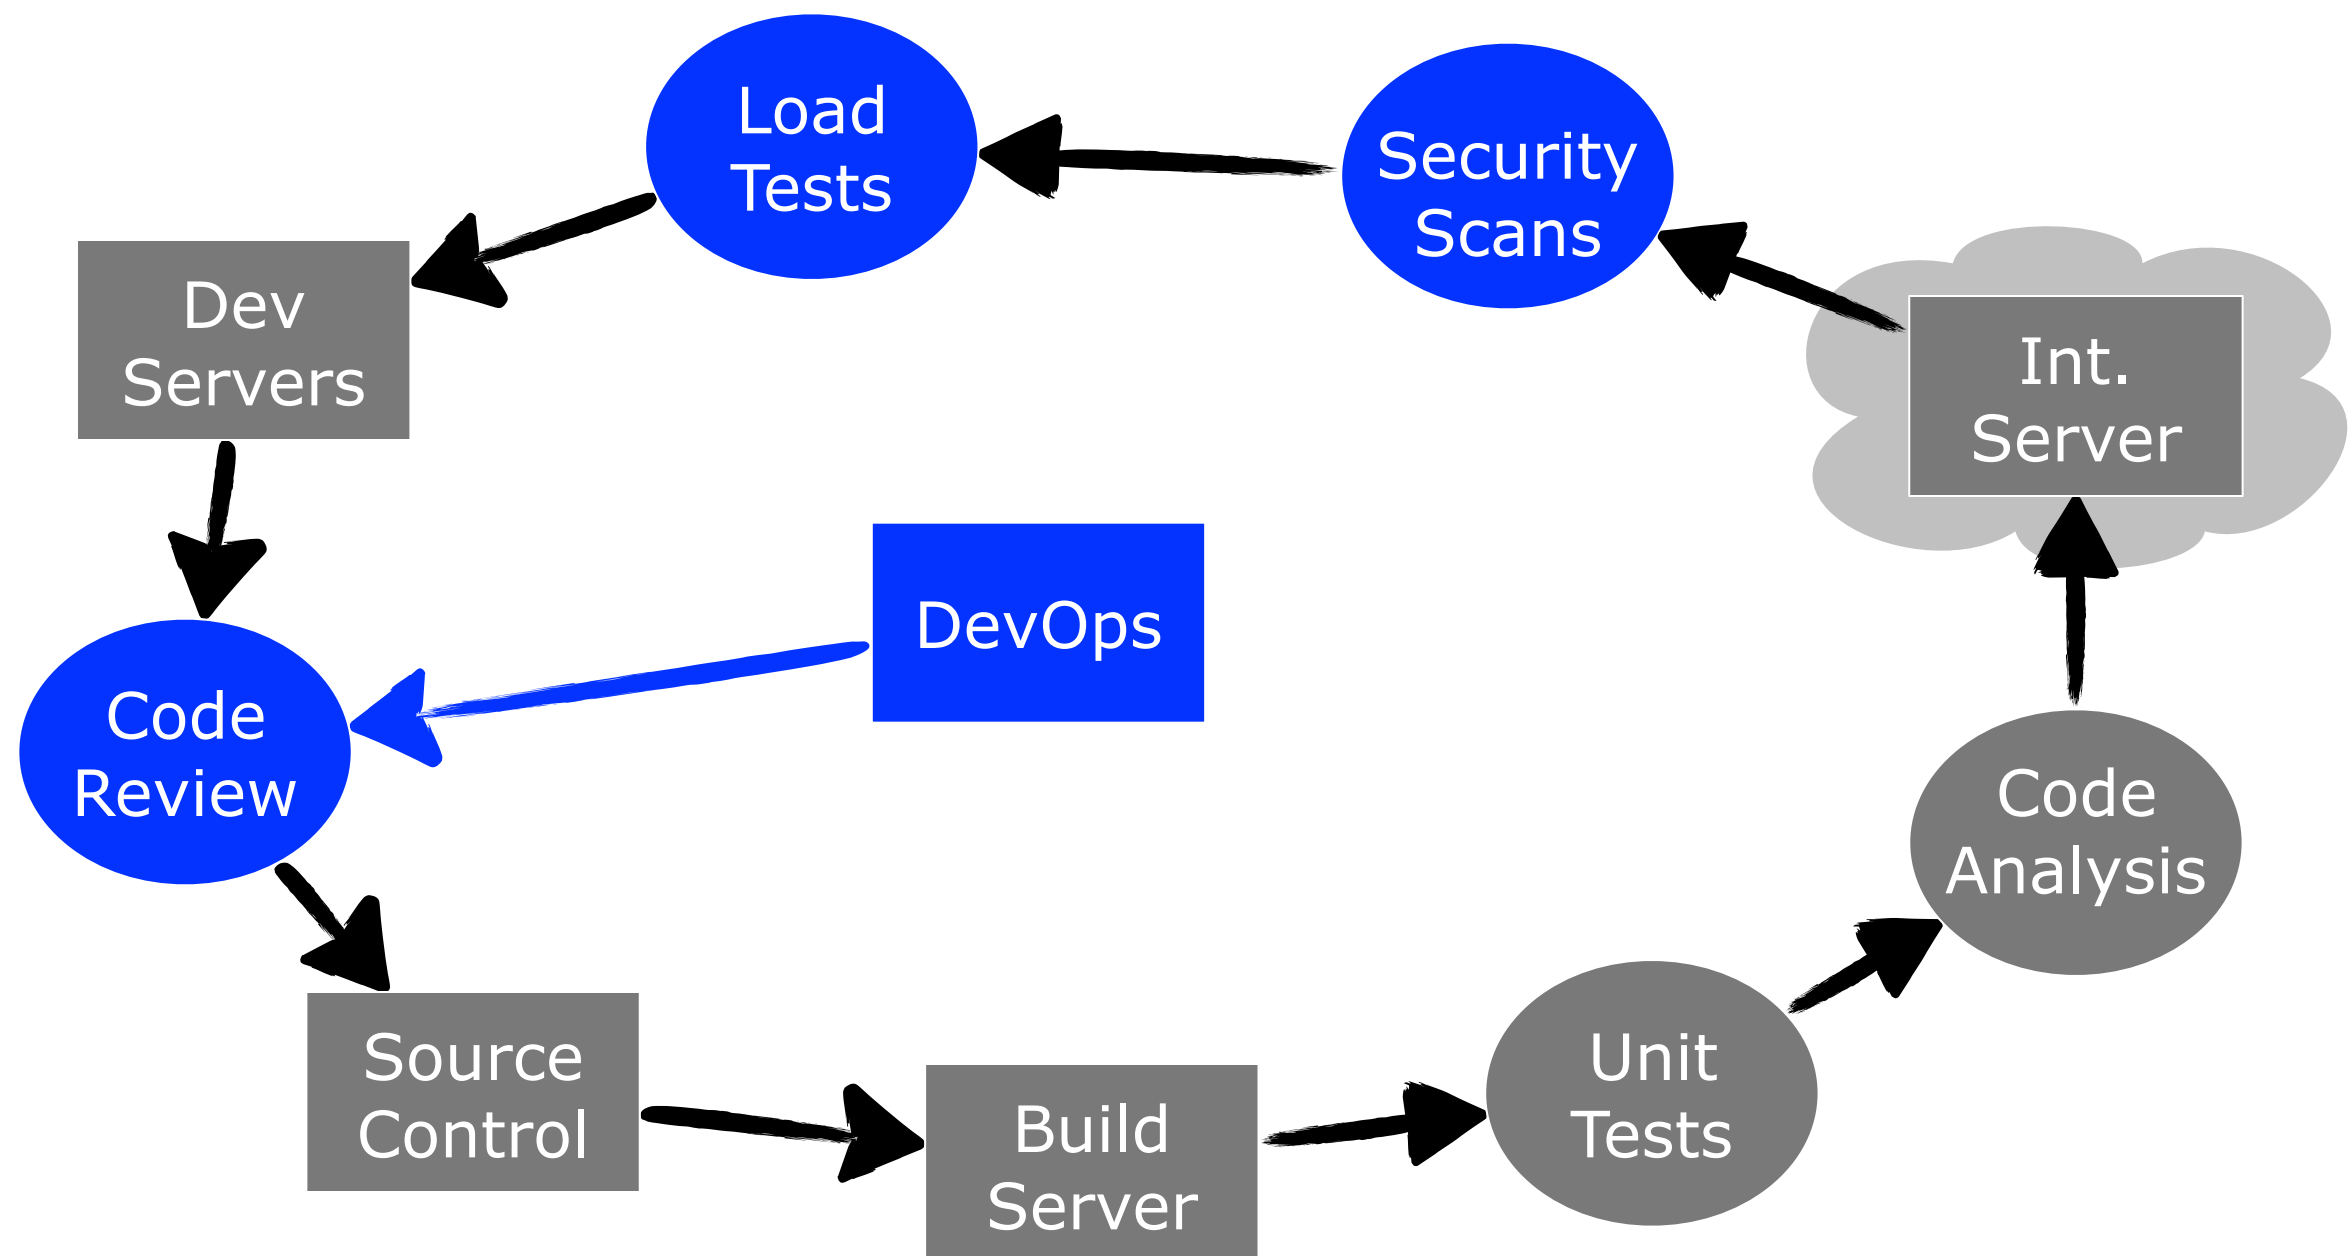 Load
Tests
Security
Scans
Dev
Servers
Int.
Server
DevOps
Code
Review
Code
Analysis
Source
Control
Build
Server
Unit
Tests